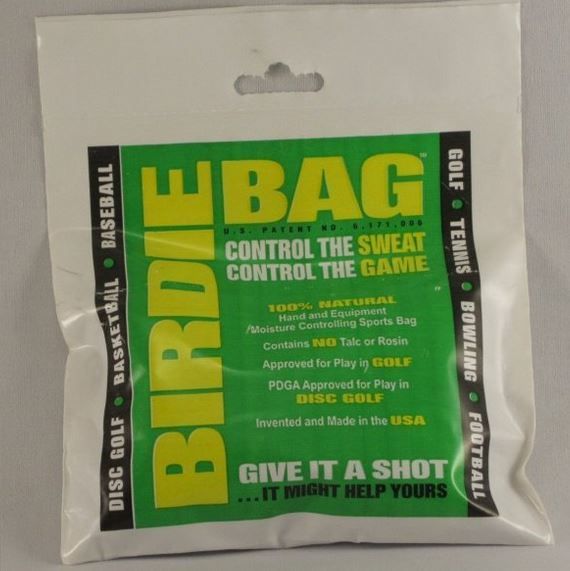 BIRDIE
BAG™
U.S. PATENT NO. 6,171,006
CONTROL THE SWEAT
CONTROL THE GAME
100% NATURAL
Hand and Equipment
Moisture Controlling Sports Bag
Contains NO Talc or Rosin
Approved for Play in GOLF
PDGA Approved for Play in
DISC GOLF
Invented and Made in the USA
GIVE IT A SHOT
...IT MIGHT HELP YOURS
DISC GOLF • BASKETBALL • BASEBALL
GOLF • TENNIS • BOWLING • FOOTBALL